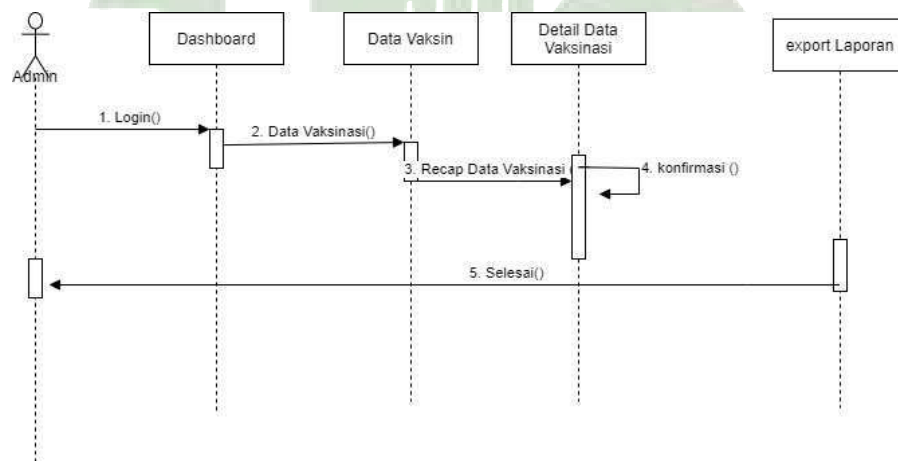 Admin
Dashboard
Data Vaksin
Detail Data
Vaksinasi
export Laporan
1. Login()
2. Data Vaksinasi()
3. Recap Data Vaksinasi (
4. konfirmasi ()
5. Selesai()